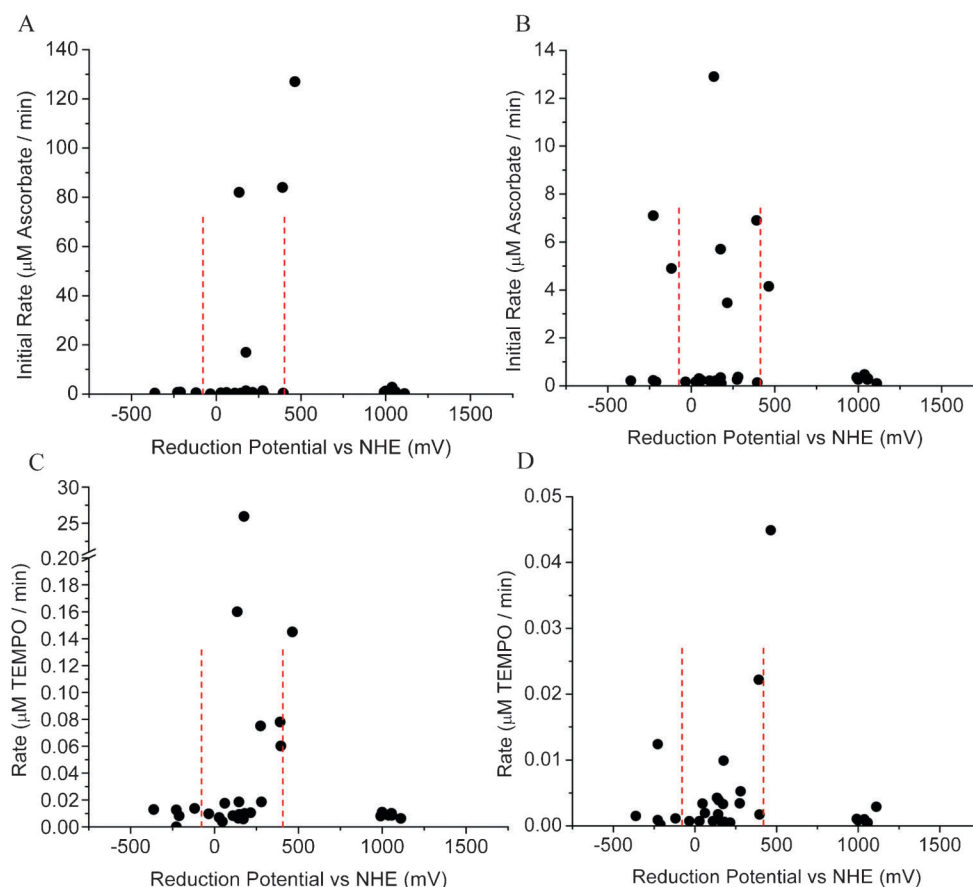 A
Initial Rate (µM Ascorbate / min)
140
120
100
80
60
40
20
0
-500 0 500 1000 1500
Reduction Potential vs NHE (mV)
B
Initial Rate (µM Ascorbate / min)
14
12
10
8
6
4
2
0
-500 0 500 1000 1500
Reduction Potential vs NHE (mV)
C
Rate (µM TEMPO / min)
30
25
0.20
0.18
0.16
0.14
0.12
0.10
0.08
0.06
0.04
0.02
0.00
-500 0 500 1000 1500
Reduction Potential vs NHE (mV)
D
Rate (µM TEMPO / min)
0.05
0.04
0.03
0.02
0.01
0.00
-500 0 500 1000 1500
Reduction Potential vs NHE (mV)